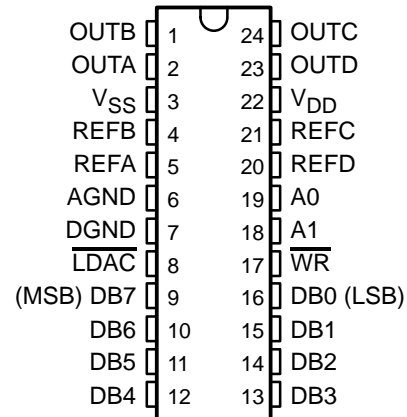 OUTB 1 24 OUTC
OUTA 2 23 OUTD
VSS 3 22 VDD
REFB 4 21 REFC
REFA 5 20 REFD
AGND 6 19 A0
DGND 7 18 A1
LDAC 8 17 WR
(MSB) DB7 9 16 DB0 (LSB)
DB6 10 15 DB1
DB5 11 14 DB2
DB4 12 13 DB3